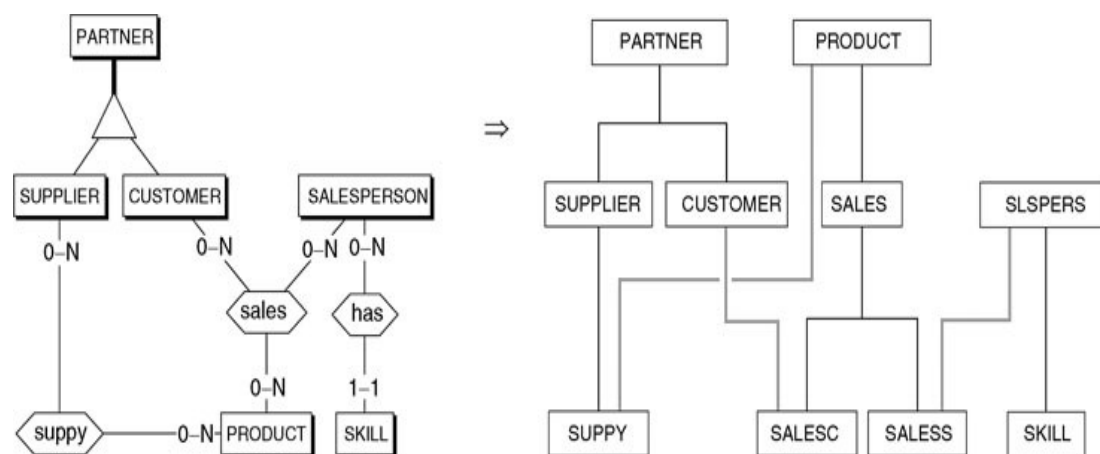 PARTNER
SUPPLIER CUSTOMER SALESPERSON
0–N 0–N 0–N 0–N
sales has
0–N 1–1
suppy 0–N PRODUCT SKILL
⇒
PARTNER PRODUCT
SUPPLIER CUSTOMER SALES SLSPERS
SUPPY SALESC SALESS SKILL